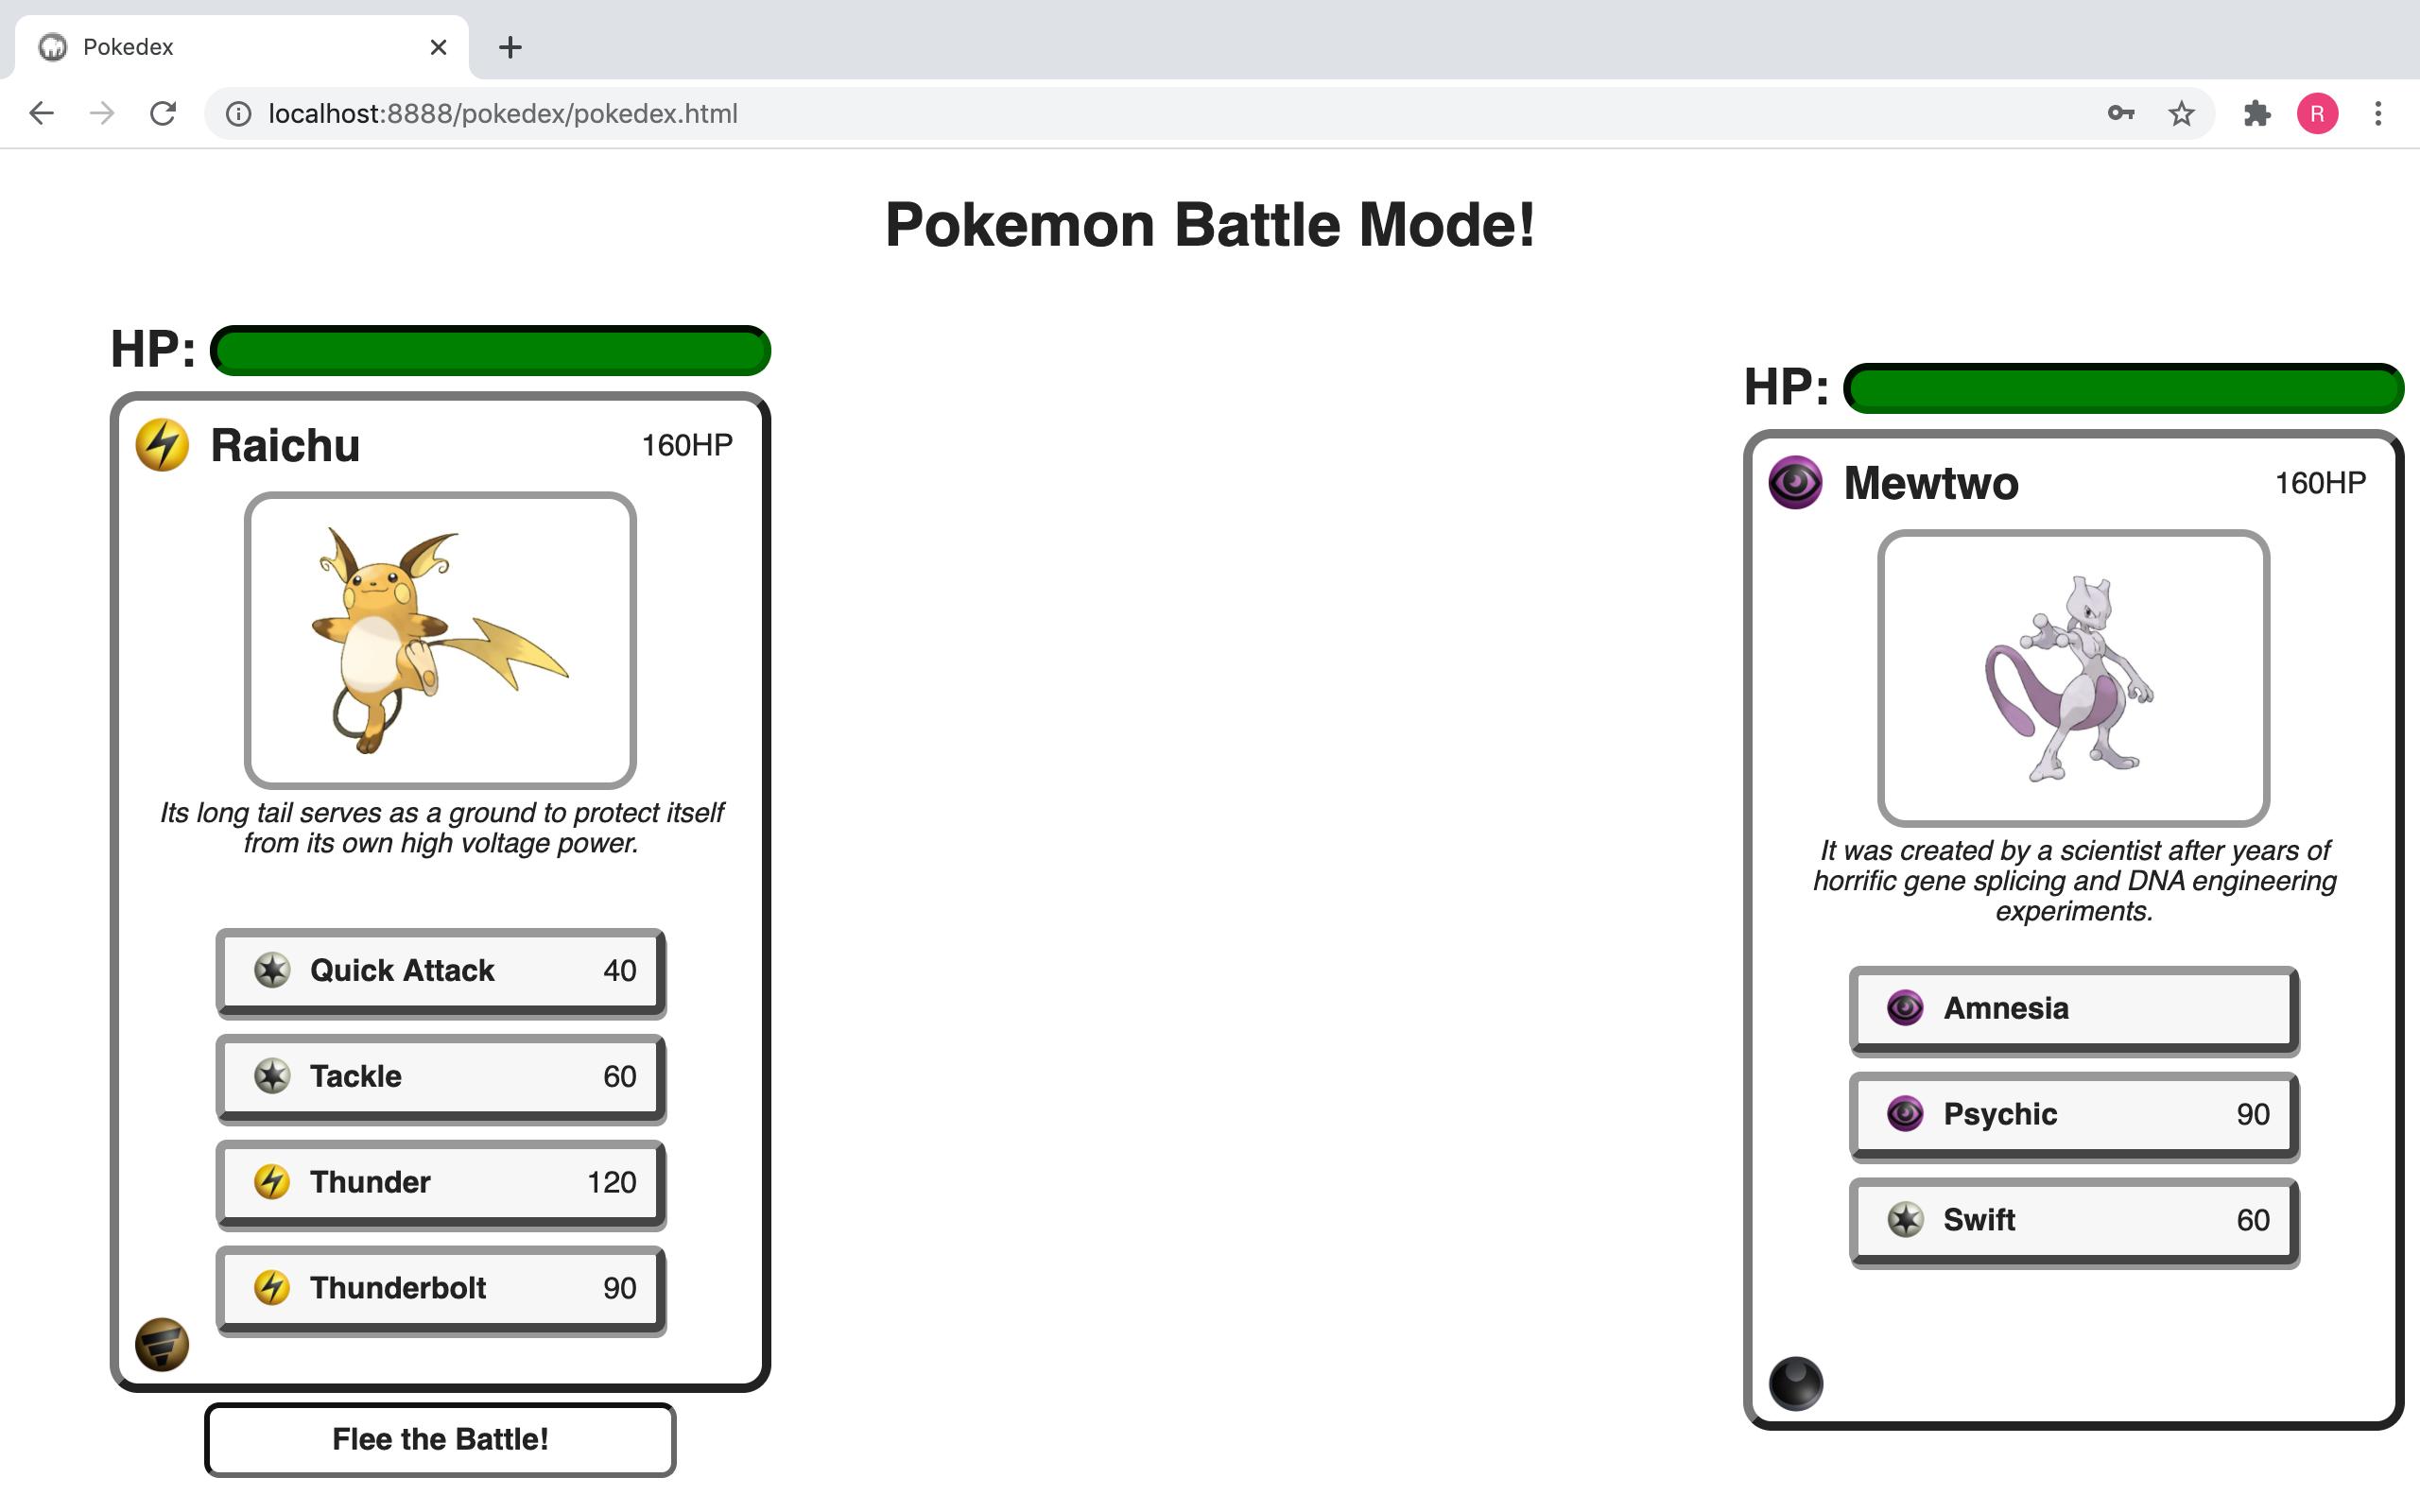 Pokedex
localhost:8888/pokedex/pokedex.html
R
Pokemon Battle Mode!
HP:
Raichu 160HP
Its long tail serves as a ground to protect itself
from its own high voltage power.
Quick Attack 40
Tackle 60
Thunder 120
Thunderbolt 90
Flee the Battle!
HP:
Mewtwo 160HP
It was created by a scientist after years of
horrific gene splicing and DNA engineering
experiments.
Amnesia
Psychic 90
Swift 60